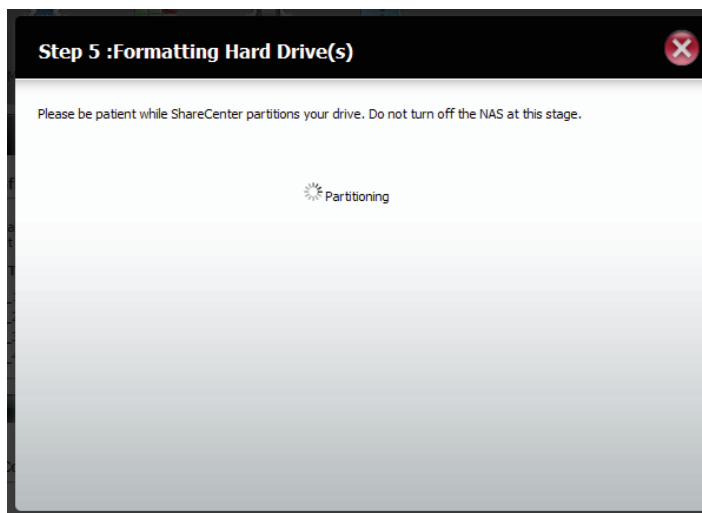 Step 5 :Formatting Hard Drive(s)
Please be patient while ShareCenter partitions your drive. Do not turn off the NAS at this stage.
Partitioning